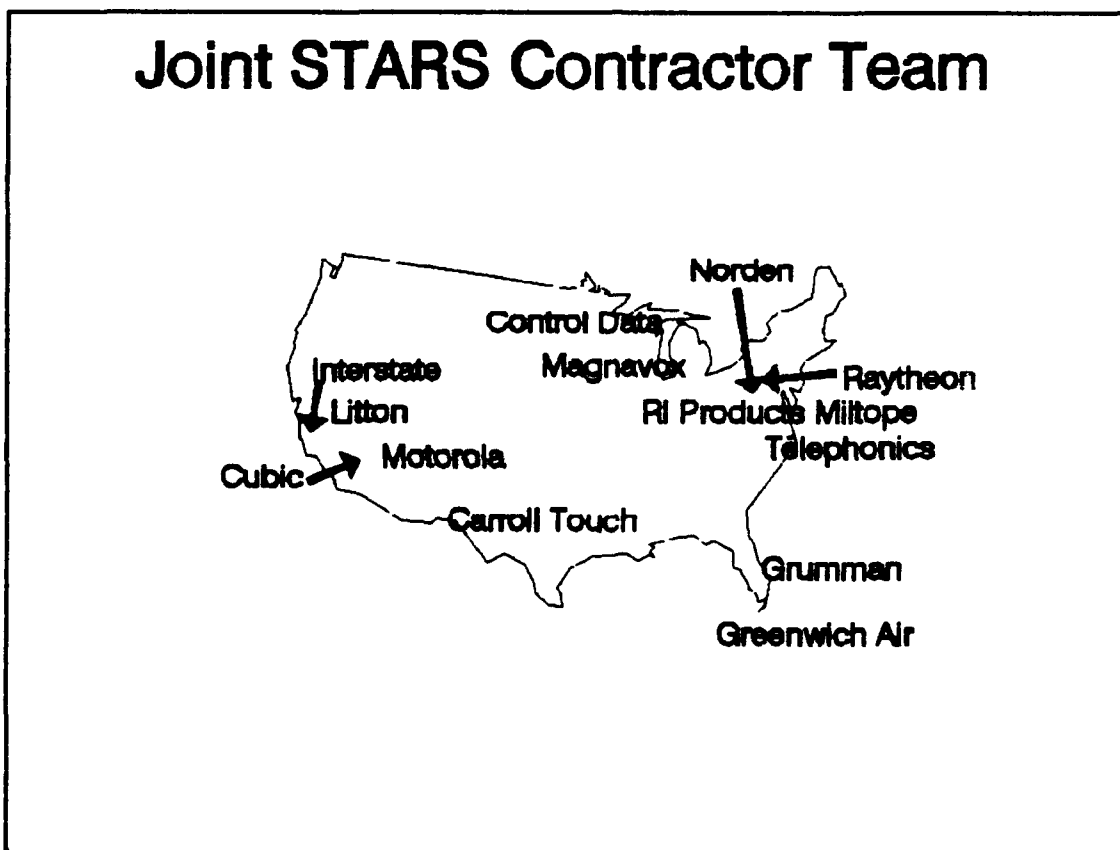 Joint STARS Contractor Team
Norden
Control Data
Magnavox
Interstate
Raytheon
Litton
RI Products Miltope
Telephonics
Motorola
Cubic
Carroll Touch
Grumman
Greenwich Air